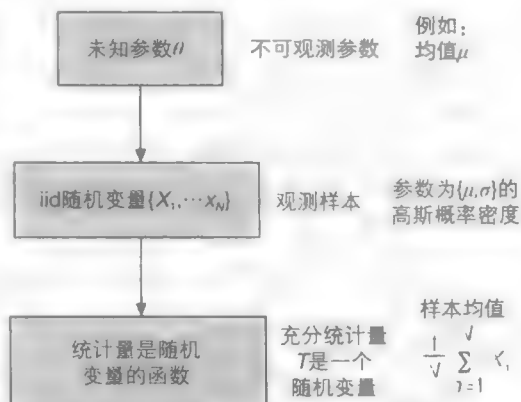 未知参数θ
不可观测参数
例如:
均值μ
iid随机变量{X₁,⋯x_N}
观测样本
参数为{μ,σ}的
高斯概率密度
统计量是随机
变量的函数
充分统计量
T是一个
随机变量
样本均值